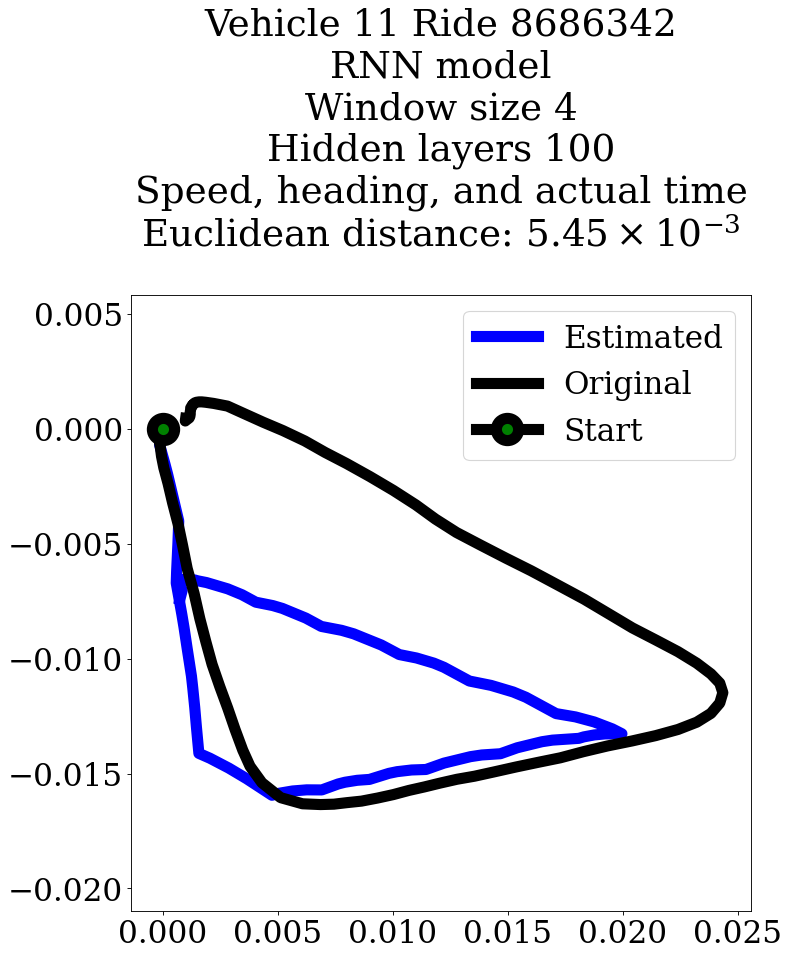 Vehicle 11 Ride 8686342
RNN model
Window size 4
Hidden layers 100
Speed, heading, and actual time
Euclidean distance: 5.45 × 10⁻³
0.005
0.000
−0.005
−0.010
−0.015
−0.020
Estimated
Original
Start
0.000 0.005 0.010 0.015 0.020 0.025